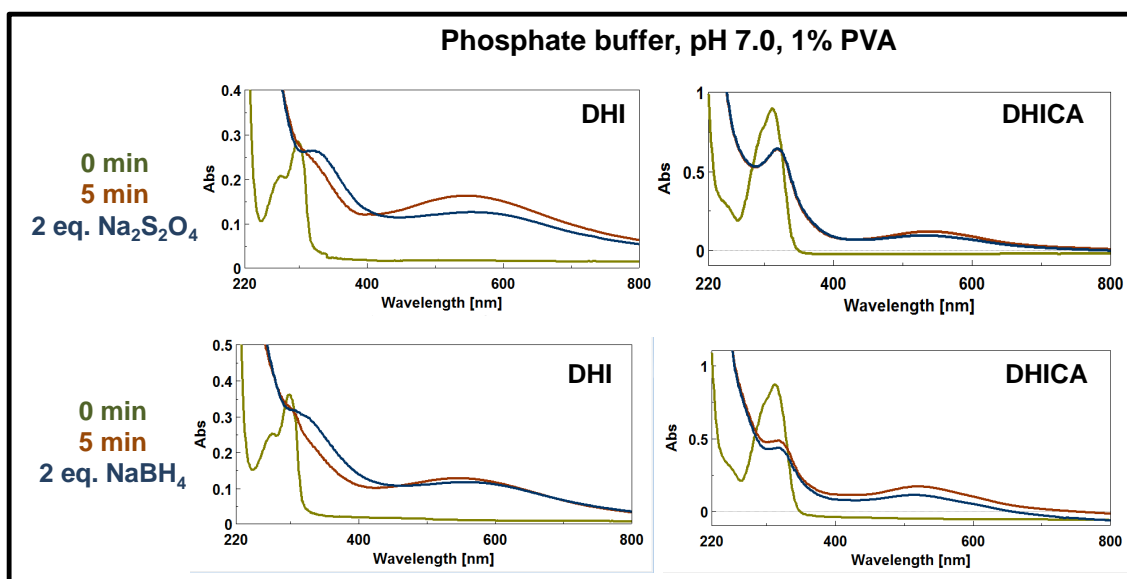 Phosphate buffer, pH 7.0, 1% PVA
0 min
5 min
2 eq. Na₂S₂O₄
DHI
Abs
0.4
0.3
0.2
0.1
0
220 400 600 800
Wavelength [nm]
DHICA
Abs
1
0.5
0
220 400 600 800
Wavelength [nm]
0 min
5 min
2 eq. NaBH₄
DHI
Abs
0.5
0.4
0.3
0.2
0.1
0
220 400 600 800
Wavelength [nm]
DHICA
Abs
1
0.5
0
220 400 600 800
Wavelength [nm]